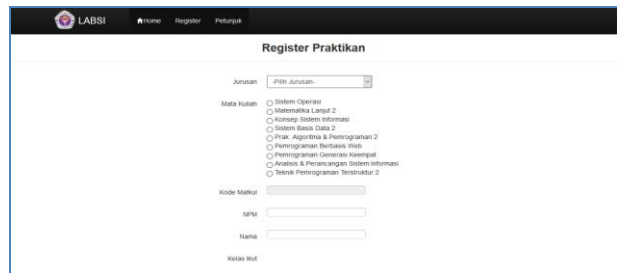 LABSI Home Register Petunjuk
Register Praktikan
Jurusan -Pilih Jurusan-
Mata Kuliah Sistem Operasi
Matematika Lanjut 2
Konsep Sistem Informasi
Sistem Basis Data 2
Prak. Algoritma & Pemrograman 2
Pemrograman Berbasis Web
Pemrograman Generasi Keempat
Analisis & Perancangan Sistem Informasi
Teknik Pemrograman Terstruktur 2
Kode Matkul
NPM
Nama
Kelas Ikut